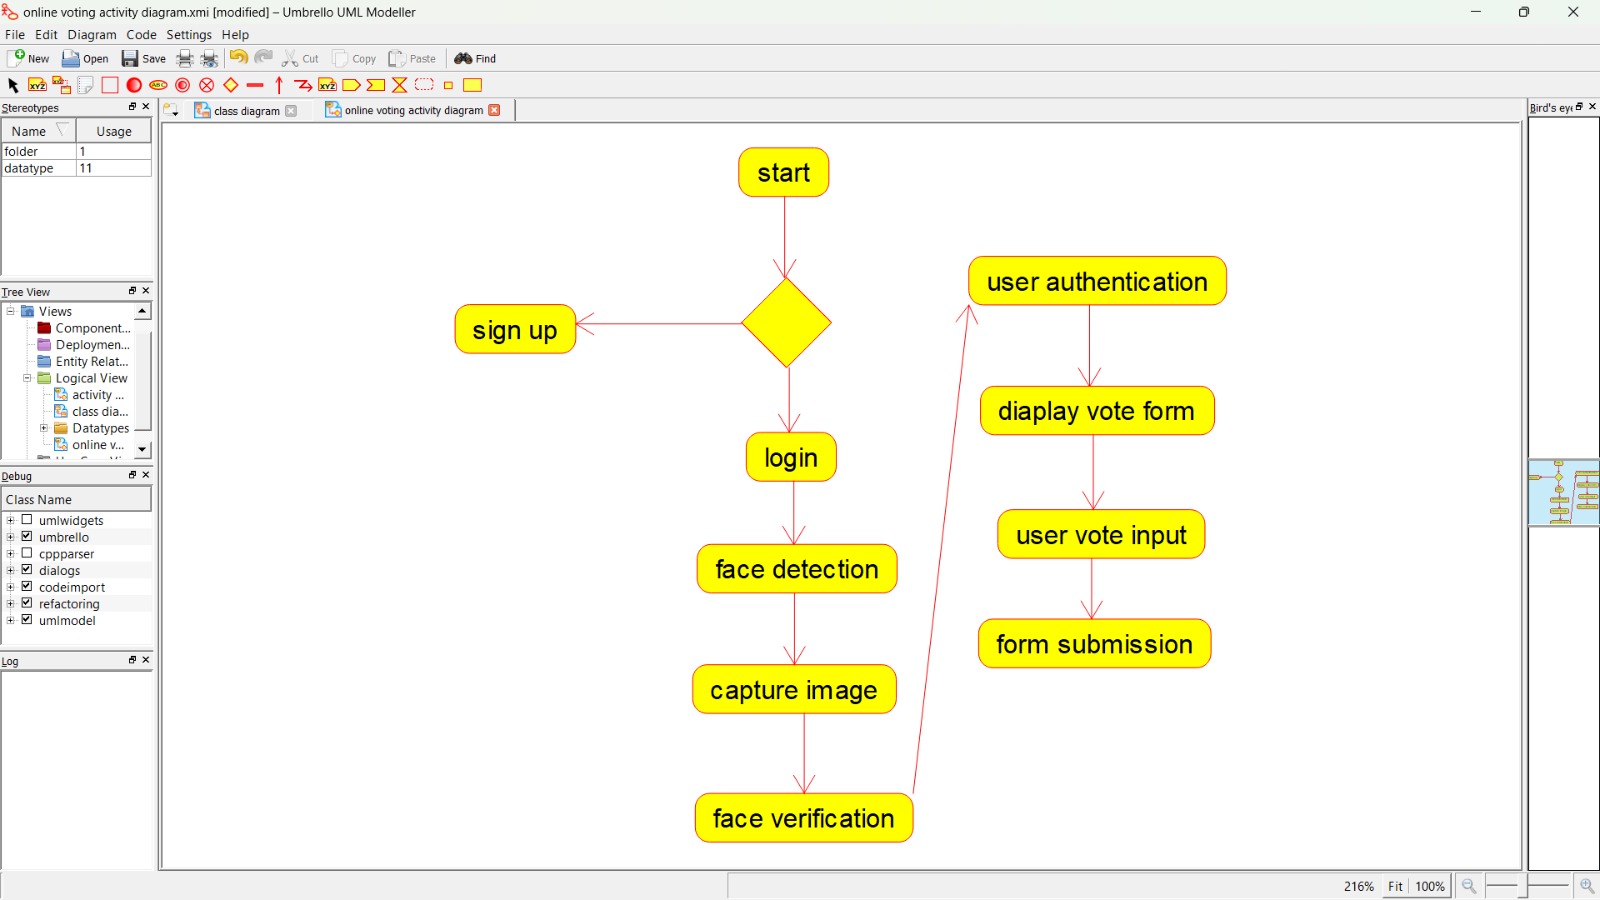 online voting activity diagram.xmi [modified] – Umbrello UML Modeller
File Edit Diagram Code Settings Help
New Open Save Cut Copy Paste Find
XYZ ABC XYZ
Stereotypes
class diagram
online voting activity diagram
Bird's eye
Name Usage
folder 1
datatype 11
Tree View
Views
Component...
Deploymen...
Entity Relat...
Logical View
activity ...
class dia...
Datatypes
online v...
Debug
Class Name
umlwidgets
umbrello
cppparser
dialogs
codeimport
refactoring
umlmodel
Log
start
sign up
login
face detection
capture image
face verification
user authentication
diaplay vote form
user vote input
form submission
216% Fit 100%